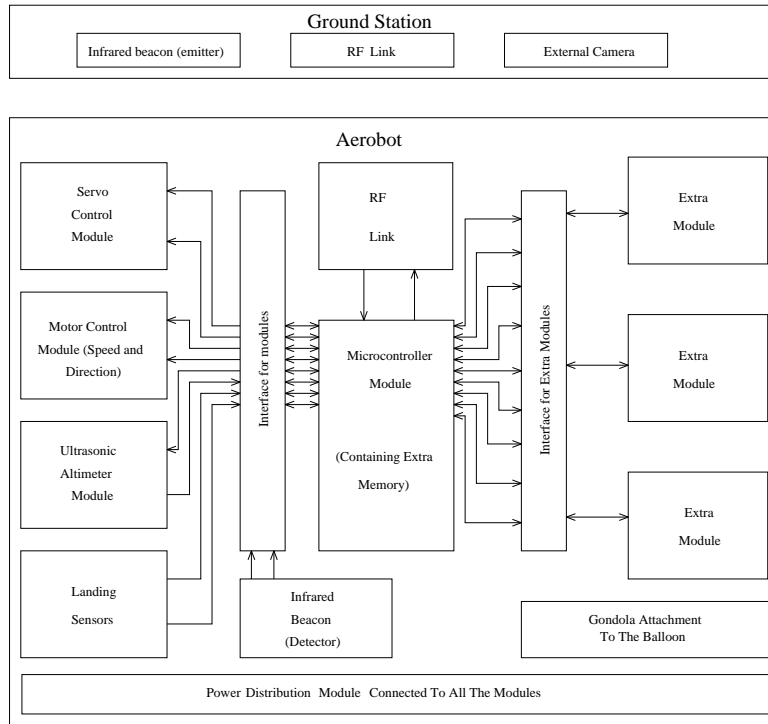 Ground Station
Infrared beacon (emitter)
RF Link
External Camera
Aerobot
Servo
Control
Module
Motor Control
Module (Speed and
Direction)
Ultrasonic
Altimeter
Module
Landing
Sensors
Interface for modules
RF
Link
Microcontroller
Module
(Containing Extra
Memory)
Infrared
Beacon
(Detector)
Interface for Extra Modules
Extra
Module
Extra
Module
Extra
Module
Gondola Attachment
To The Balloon
Power Distribution Module Connected To All The Modules